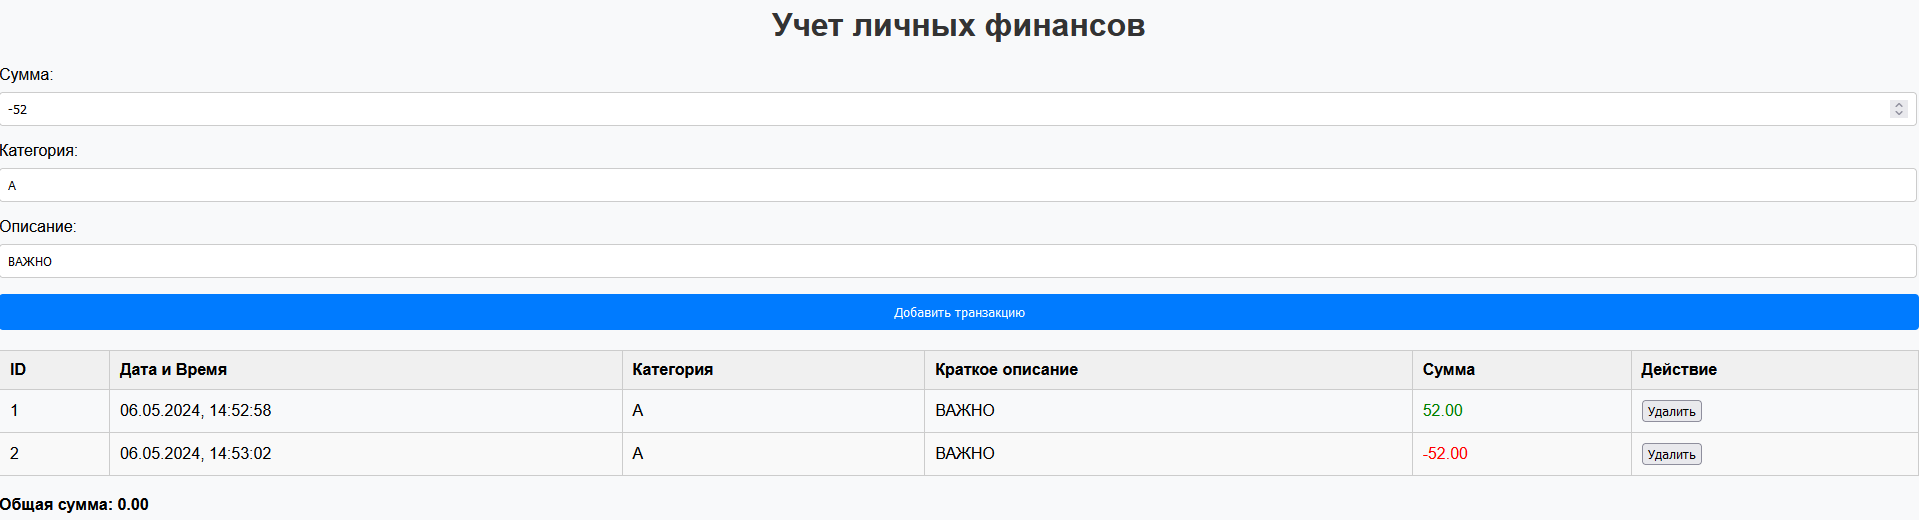 Учет личных финансов
Сумма:
-52
Категория:
А
Описание:
ВАЖНО
Добавить транзакцию
ID Дата и Время Категория Краткое описание Сумма Действие
1 06.05.2024, 14:52:58 А ВАЖНО 52.00 Удалить
2 06.05.2024, 14:53:02 А ВАЖНО -52.00 Удалить
Общая сумма: 0.00